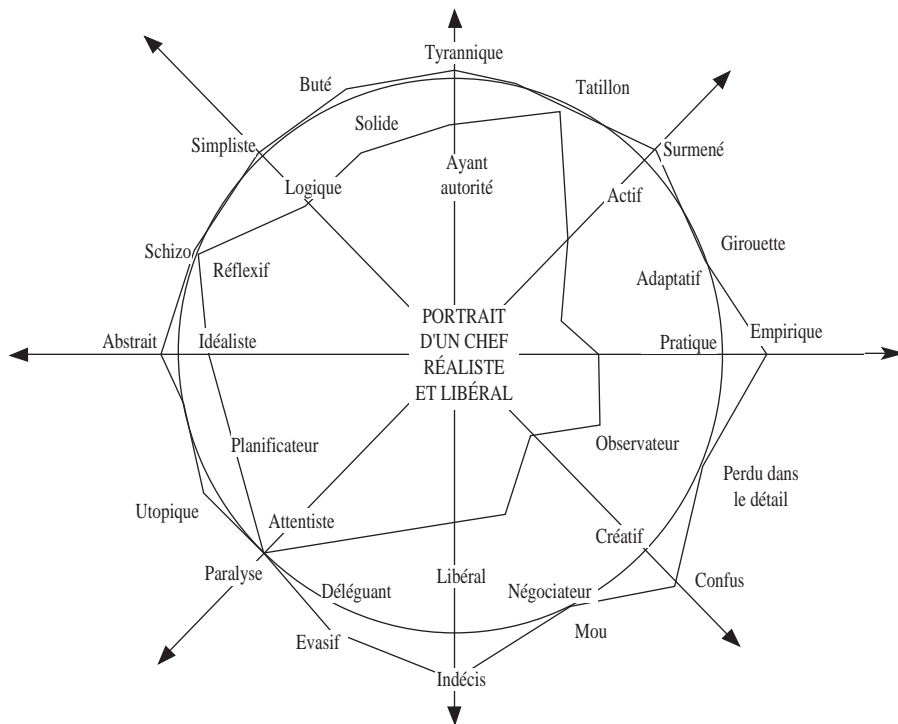 Tyrannique
Buté
Tatillon
Solide
Simpliste
Surmené
Ayant
autorité
Logique
Actif
Girouette
Schizo
Réflexif
Adaptatif
PORTRAIT
D'UN CHEF
RÉALISTE
ET LIBÉRAL
Abstrait
Idéaliste
Pratique
Empirique
Planificateur
Observateur
Perdu dans
le détail
Utopique
Attentiste
Créatif
Paralyse
Libéral
Confus
Déléguant
Négociateur
Mou
Evasif
Indécis